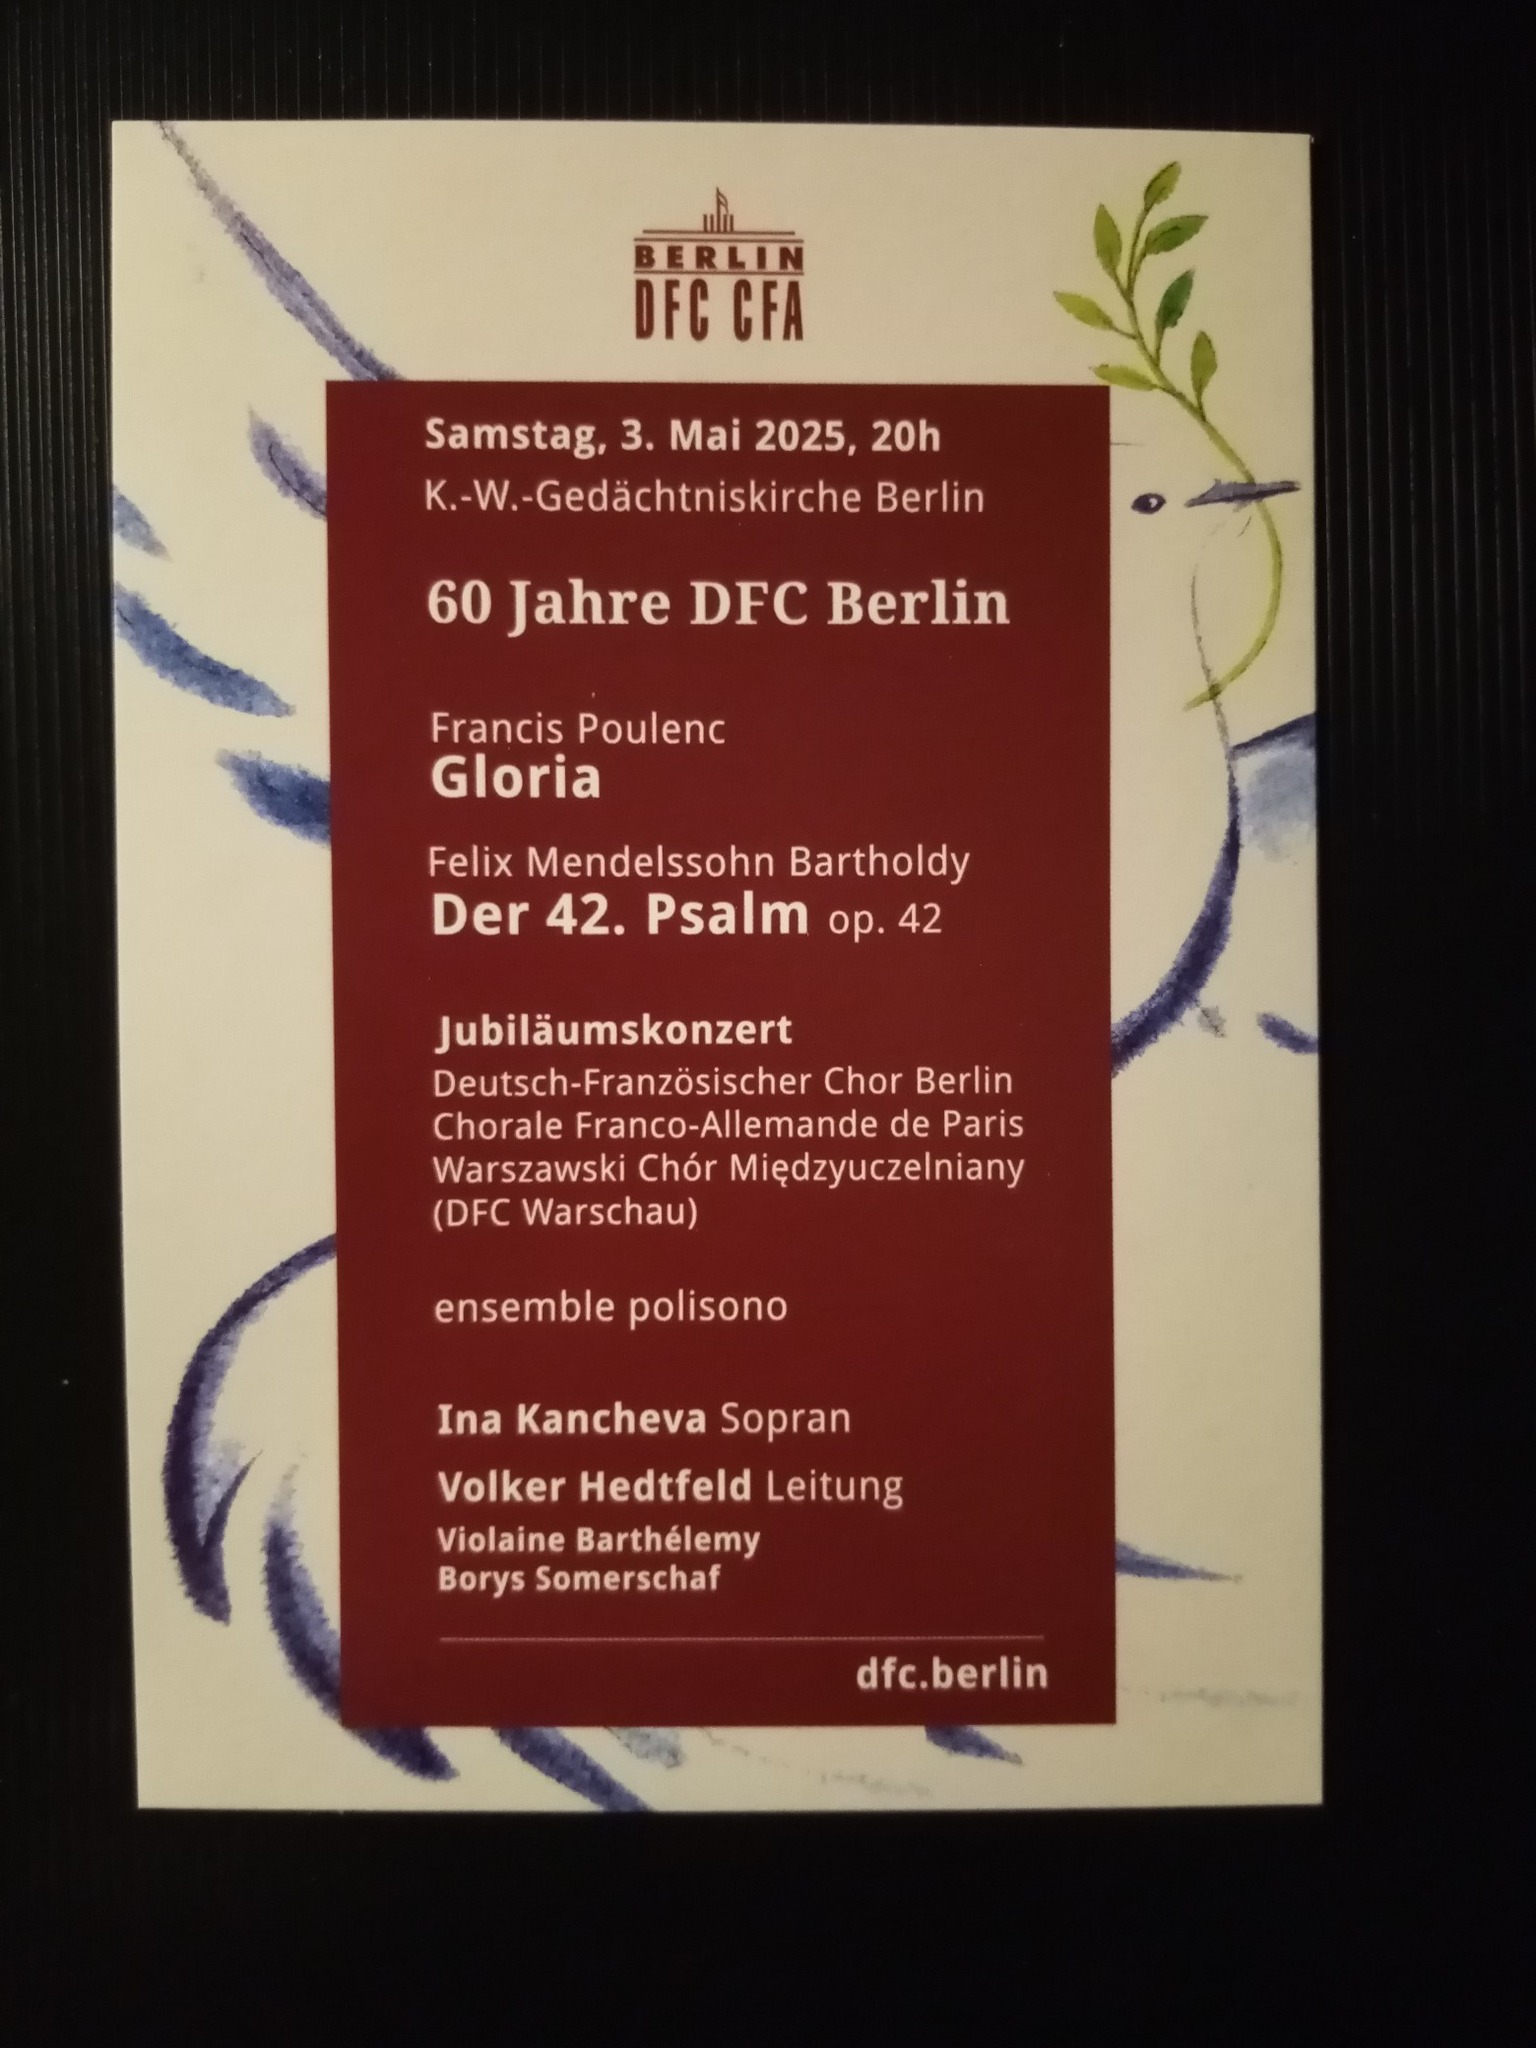 BERLIN
DFC CFA
Samstag, 3. Mai 2025, 20h
K.-W.-Gedächtniskirche Berlin
60 Jahre DFC Berlin
Francis Poulenc
Gloria
Felix Mendelssohn Bartholdy
Der 42. Psalm op. 42
Jubiläumskonzert
Deutsch-Französischer Chor Berlin
Chorale Franco-Allemande de Paris
Warszawski Chór Międzyuczelniany
(DFC Warschau)
ensemble polisono
Ina Kancheva Sopran
Volker Hedtfeld Leitung
Violaine Barthélemy
Borys Somerschaf
dfc.berlin